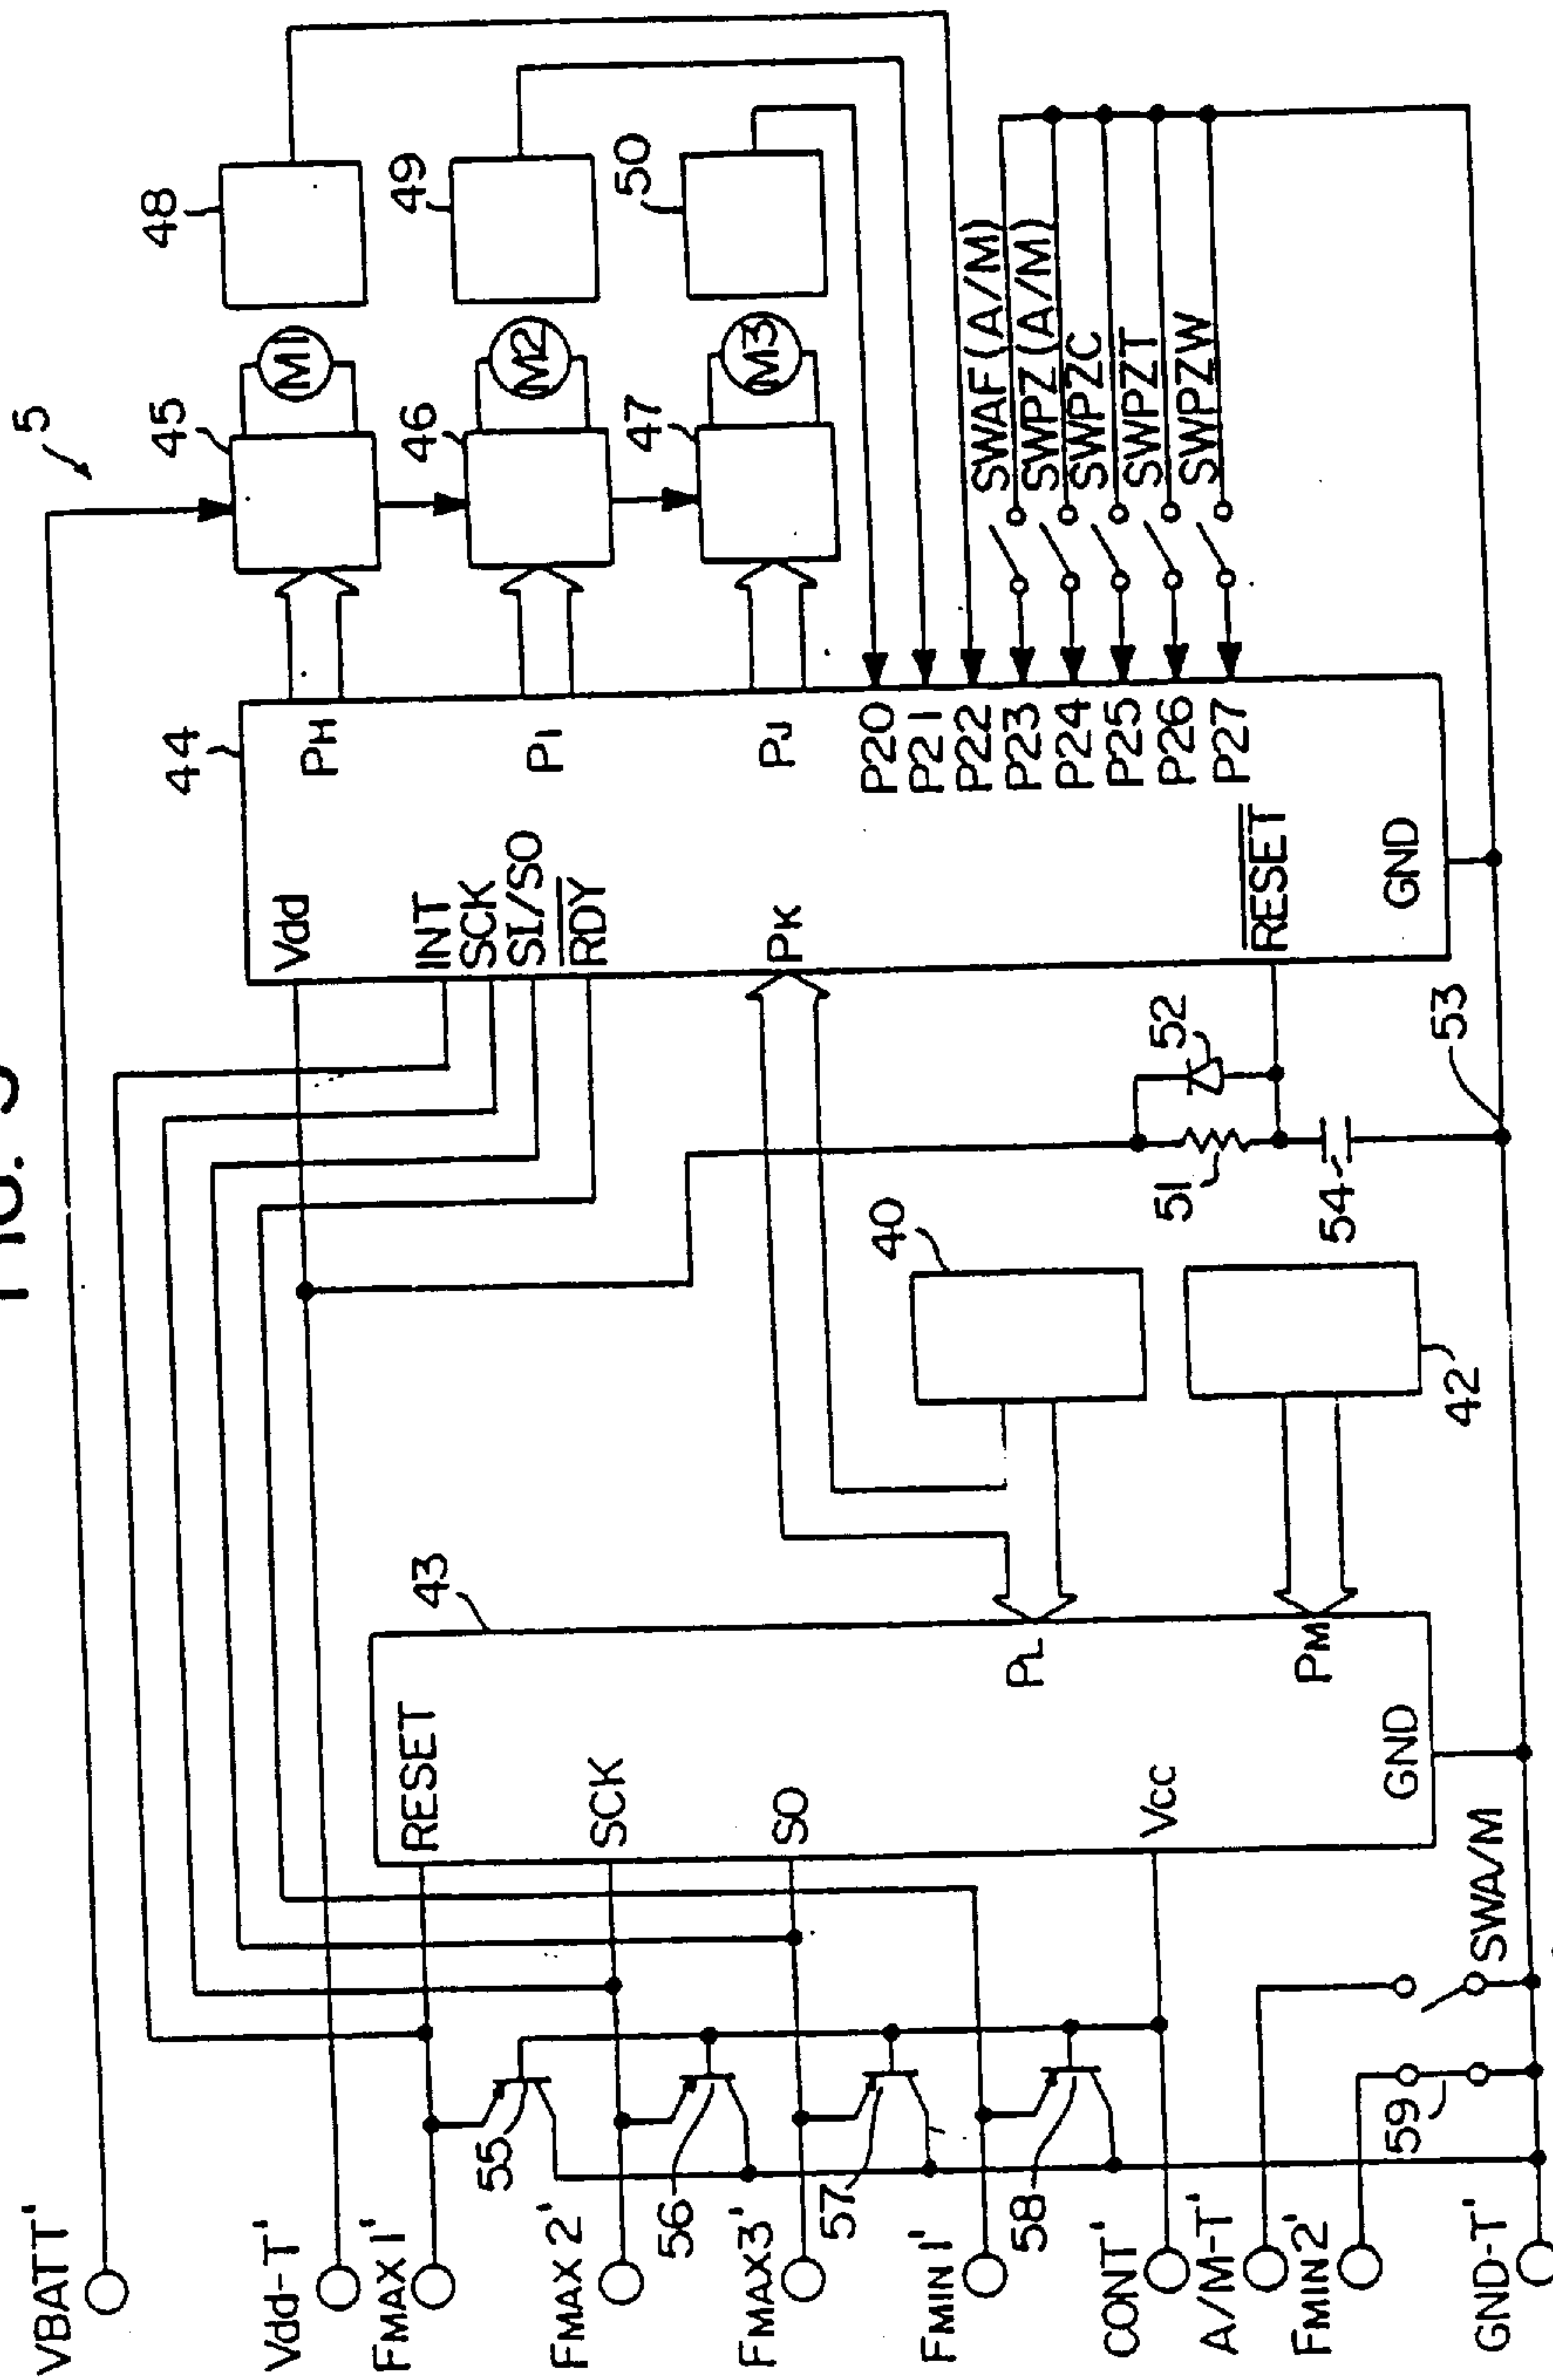 5
VBATT'
Vdd-T'
FMAX1'
FMAX2'
FMAX3'
FMIN1'
CONT'
A/M-T'
FMIN2'
GND-T'
55
56
57
58
59
SWA/M
43
RESET
SCK
SO
Vcc
GND
PL
PM
40
42
51
52
54
53
44
Vdd
INT
SCK
SI/SO
RDY
PK
RESET
GND
PH
PI
PJ
P20
P21
P22
P23
P24
P25
P26
P27
45
46
47
M1
M2
M3
48
49
50
SWAF(A/M)
SWPZ(A/M)
SWPZC
SWPZT
SWPZW